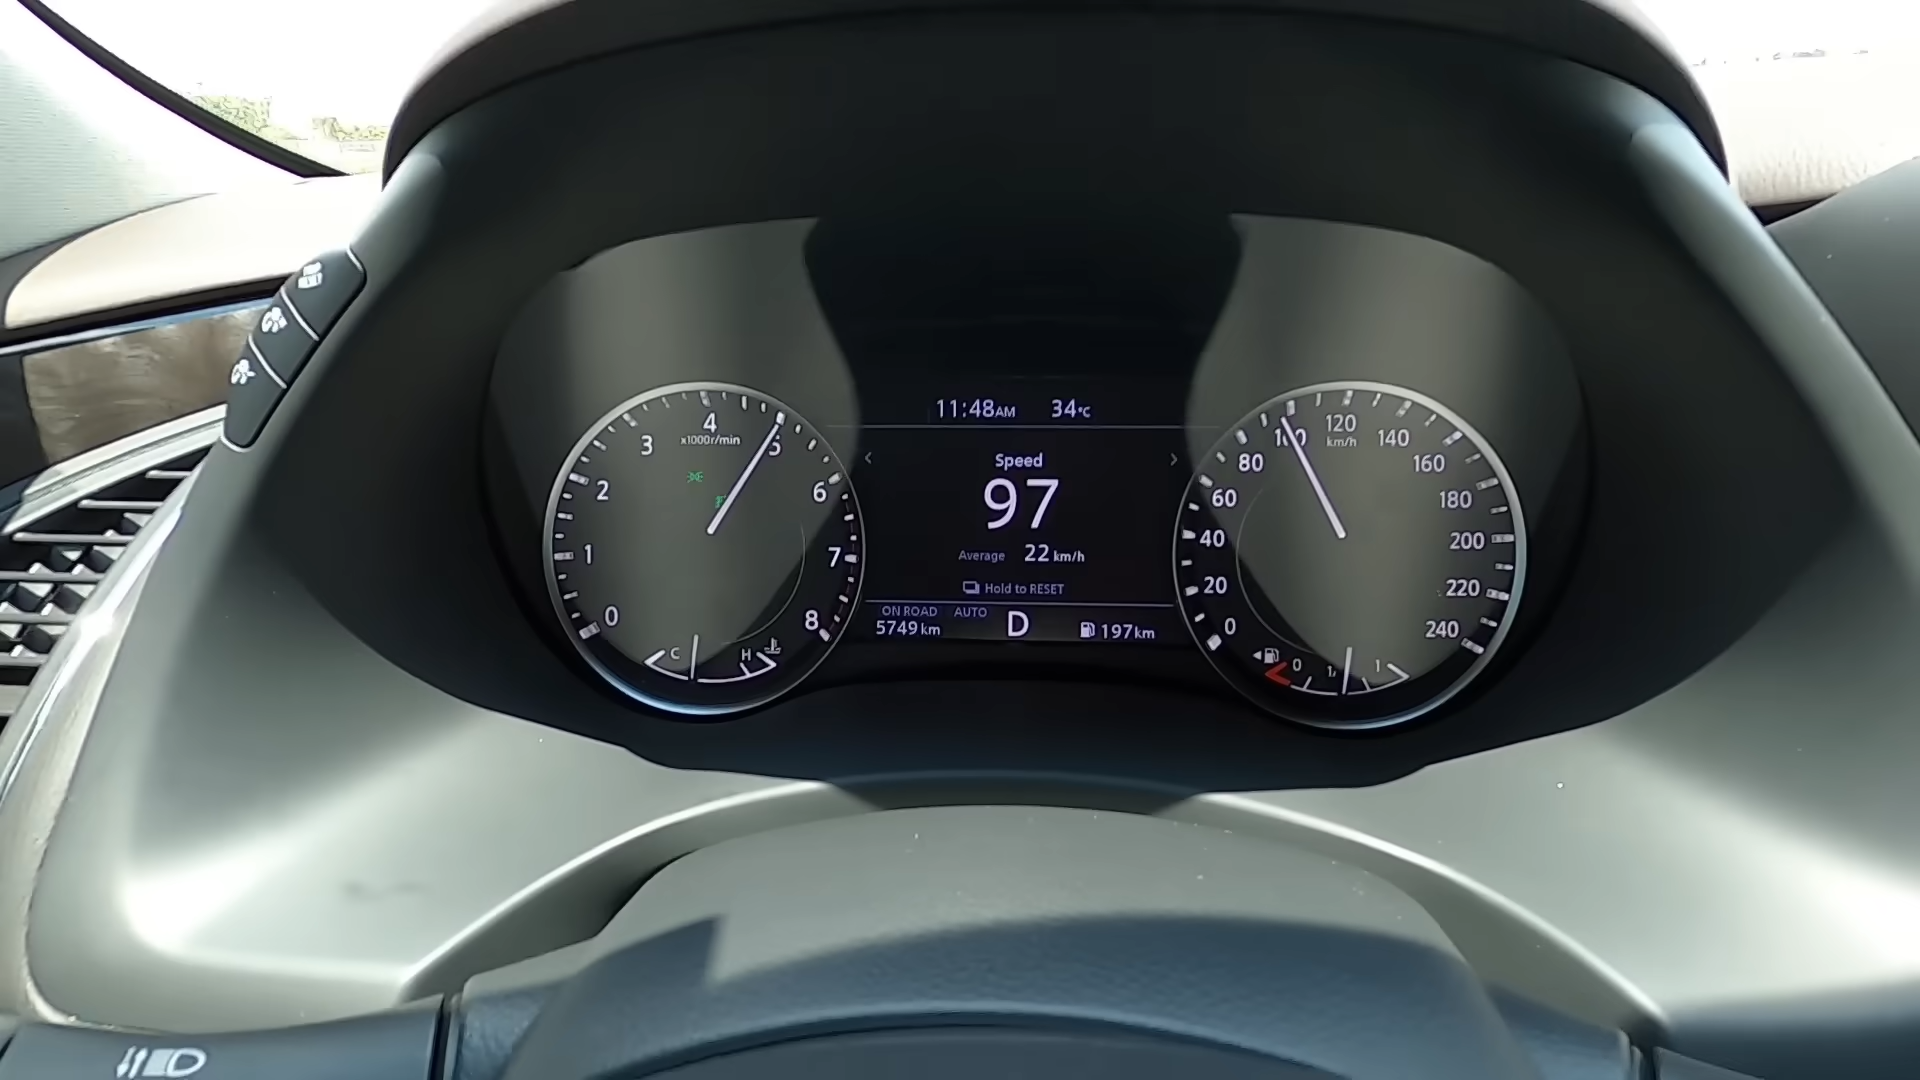 11:48AM 34°C
Speed
97
Average 22 km/h
Hold to RESET
ON ROAD AUTO
5749 km D 197km
0 1 2 3 4 5 6 7 8
x1000r/min
C H
0 20 40 60 80 100 120 140 160 180 200 220 240
km/h
0 1